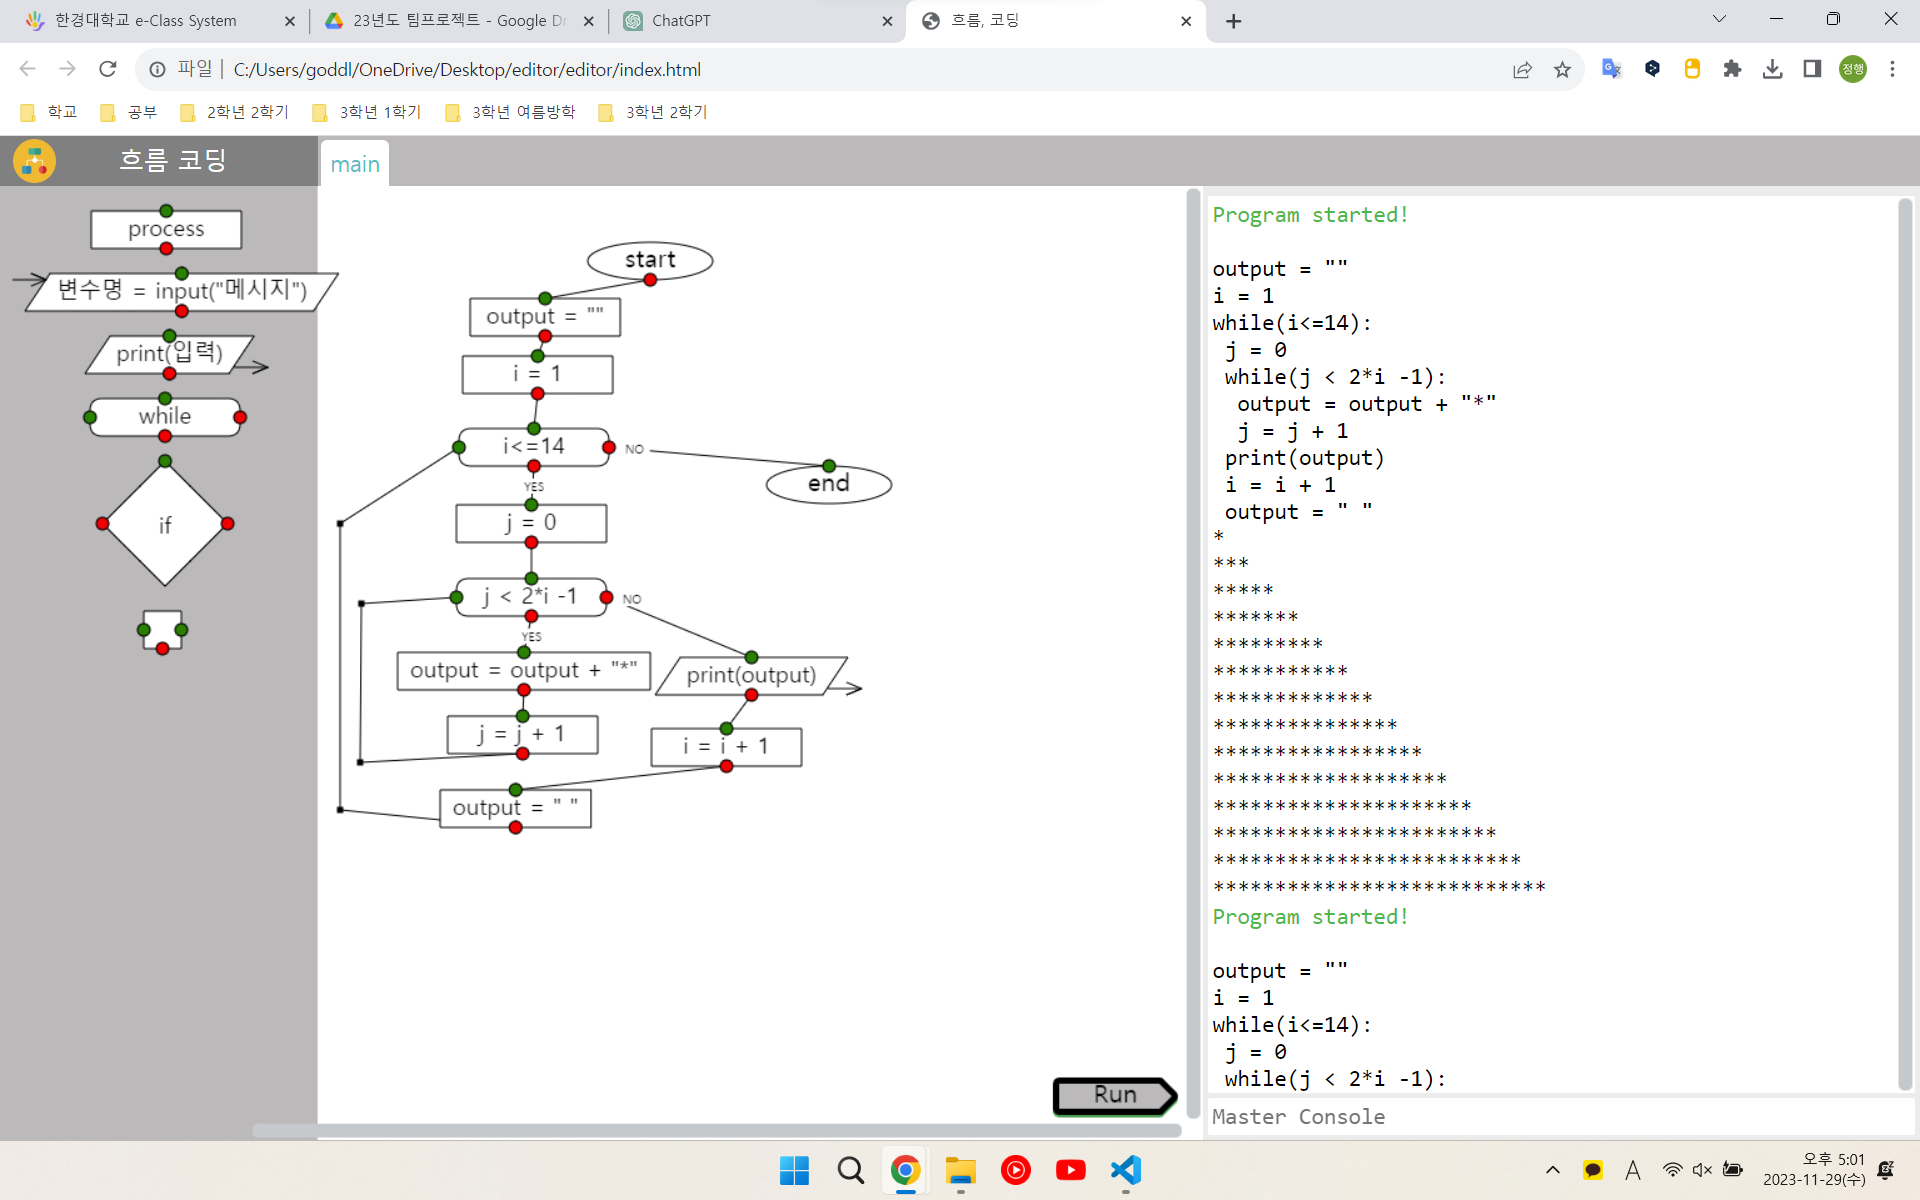 한경대학교 e-Class System
23년도 팀프로젝트 - Google Dr
ChatGPT
흐름, 코딩
파일
C:/Users/goddl/OneDrive/Desktop/editor/editor/index.html
정행
학교
공부
2학년 2학기
3학년 1학기
3학년 여름방학
3학년 2학기
흐름 코딩
main
process
변수명 = input("메시지")
print(입력)
while
if
start
output = ""
i = 1
i<=14
NO
YES
end
j = 0
j < 2*i -1
NO
YES
output = output + "*"
print(output)
j = j + 1
i = i + 1
output = " "
Run
Program started!
output = ""
i = 1
while(i<=14):
 j = 0
 while(j < 2*i -1):
  output = output + "*"
  j = j + 1
 print(output)
 i = i + 1
 output = " "
*
***
*****
*******
*********
***********
*************
***************
*****************
*******************
*********************
***********************
*************************
***************************
Program started!
output = ""
i = 1
while(i<=14):
 j = 0
 while(j < 2*i -1):
Master Console
A
오후 5:01
2023-11-29(수)